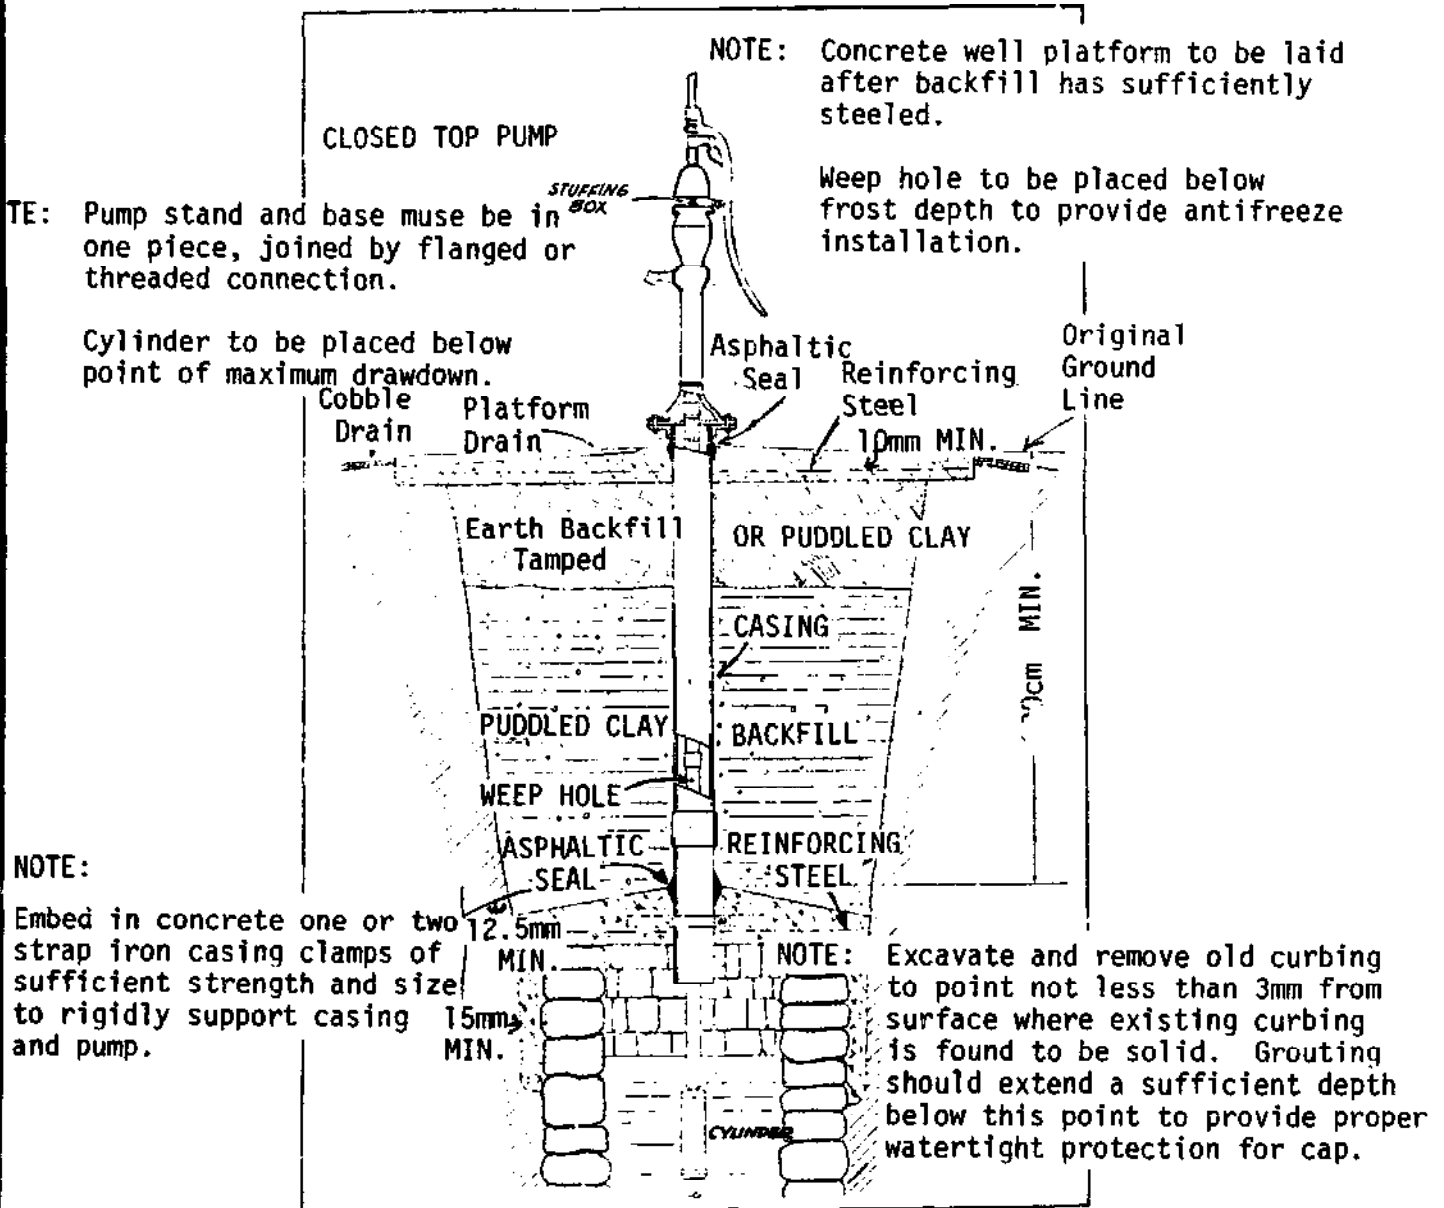 NOTE: Concrete well platform to be laid
after backfill has sufficiently
steeled.
Weep hole to be placed below
frost depth to provide antifreeze
installation.
CLOSED TOP PUMP
STUFFING
BOX
TE: Pump stand and base muse be in
one piece, joined by flanged or
threaded connection.
Cylinder to be placed below
point of maximum drawdown.
Cobble
Drain
Platform
Drain
Asphaltic
Seal
Reinforcing
Steel
10mm MIN.
Original
Ground
Line
Earth Backfill
Tamped
OR PUDDLED CLAY
CASING
cm MIN.
PUDDLED CLAY
BACKFILL
WEEP HOLE
ASPHALTIC
SEAL
REINFORCING
STEEL
NOTE:
Embed in concrete one or two
strap iron casing clamps of
sufficient strength and size
to rigidly support casing
and pump.
12.5mm
MIN.
15mm
MIN.
NOTE: Excavate and remove old curbing
to point not less than 3mm from
surface where existing curbing
is found to be solid. Grouting
should extend a sufficient depth
below this point to provide proper
watertight protection for cap.
CYLINDER